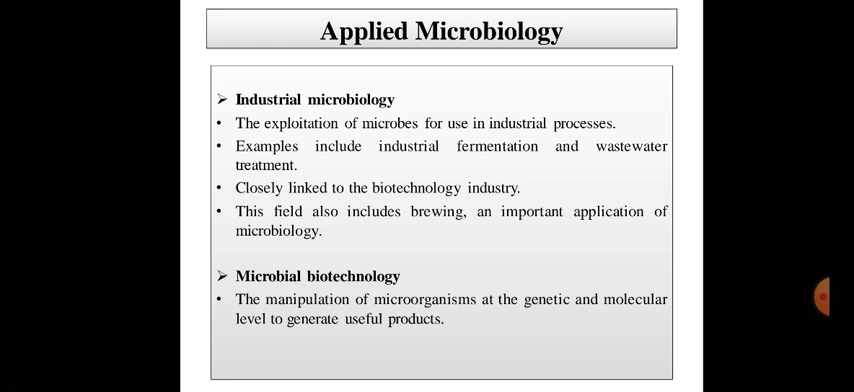 Applied Microbiology
➢ Industrial microbiology
• The exploitation of microbes for use in industrial processes.
• Examples include industrial fermentation and wastewater
treatment.
• Closely linked to the biotechnology industry.
• This field also includes brewing, an important application of
microbiology.
➢ Microbial biotechnology
• The manipulation of microorganisms at the genetic and molecular
level to generate useful products.